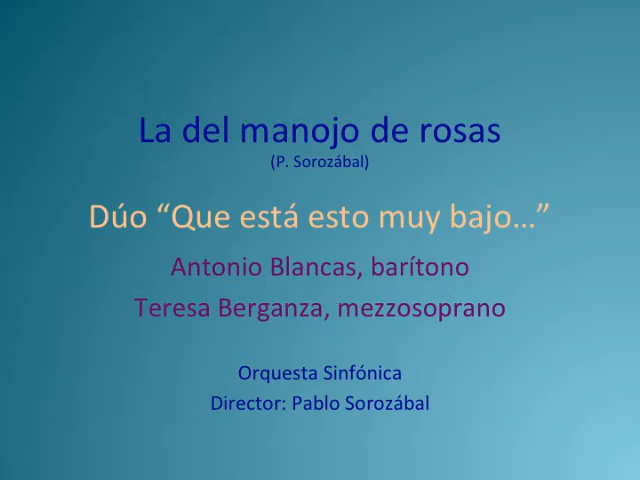 La del manojo de rosas
(P. Sorozábal)
Dúo “Que está esto muy bajo…”
Antonio Blancas, barítono
Teresa Berganza, mezzosoprano
Orquesta Sinfónica
Director: Pablo Sorozábal